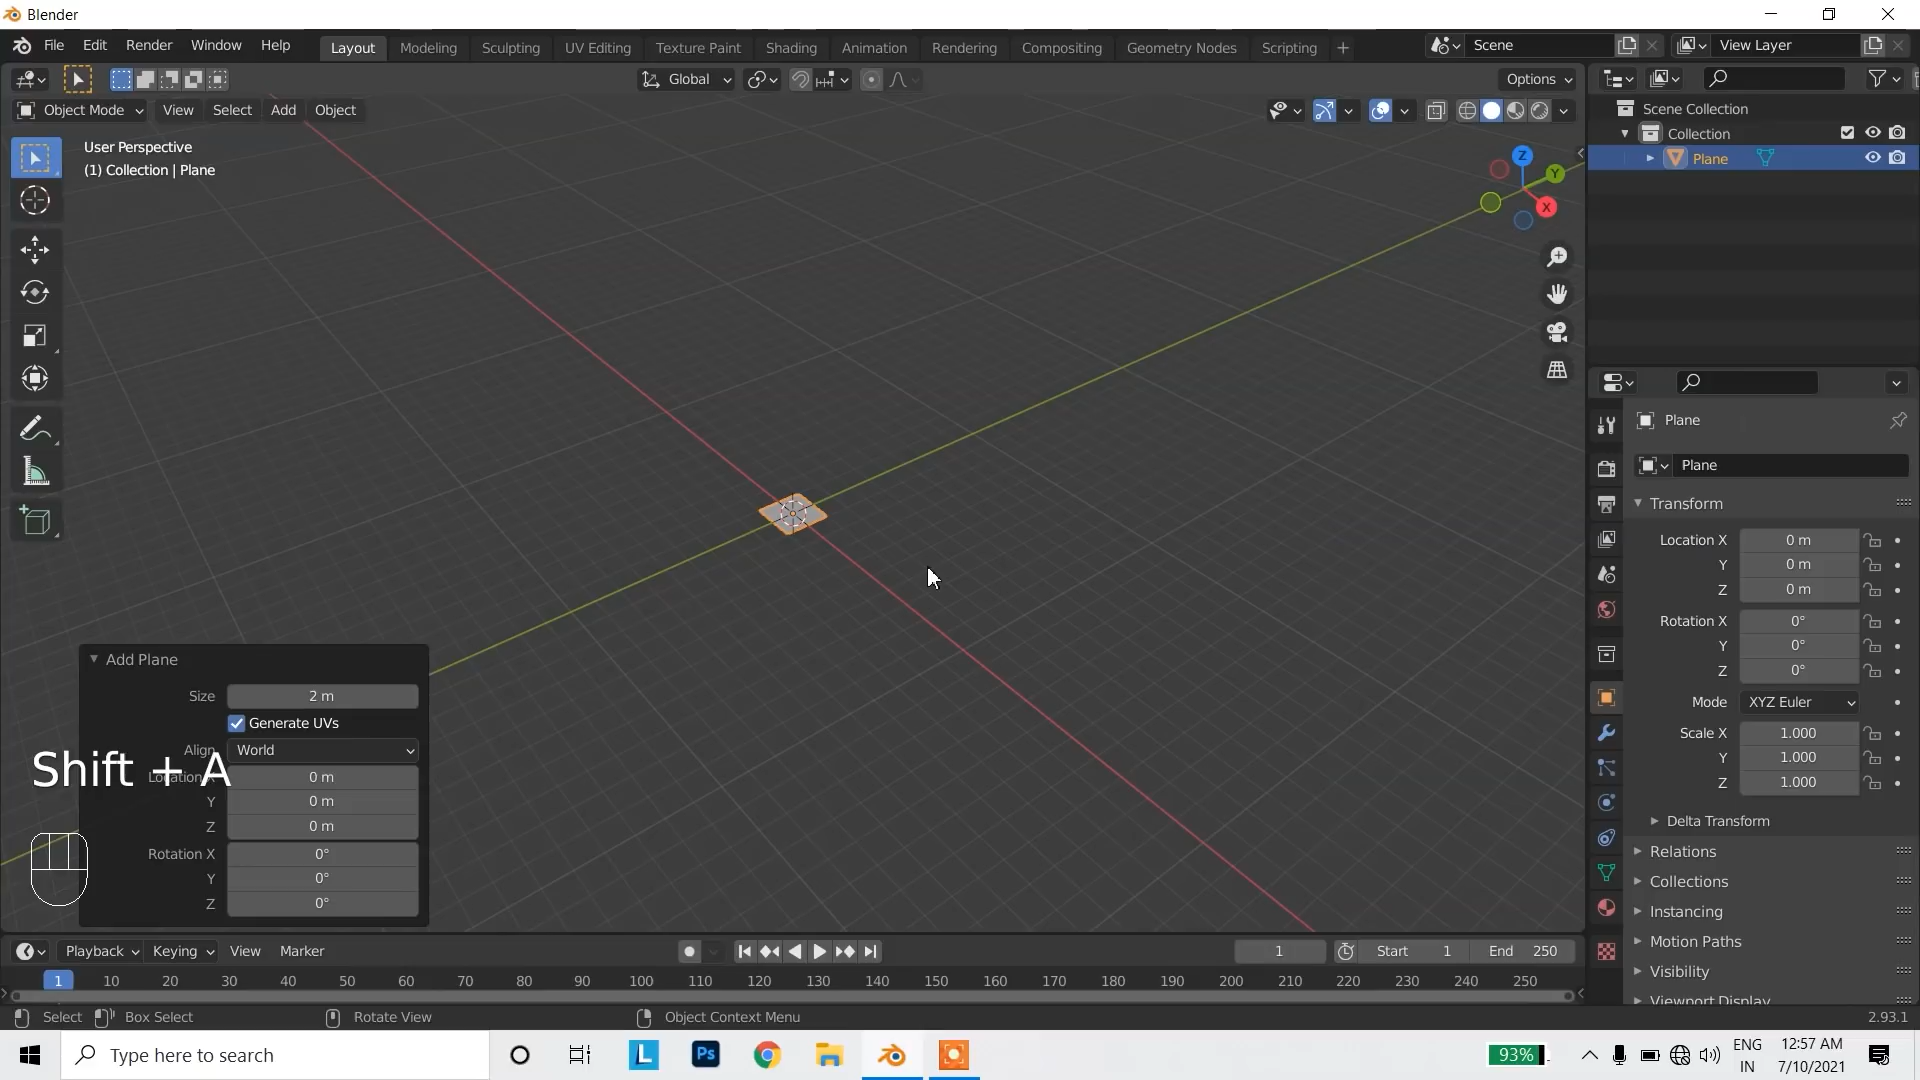 Blender
File Edit Render Window Help Layout Modeling Sculpting UV Editing Texture Paint Shading Animation Rendering Compositing Geometry Nodes Scripting + Scene View Layer
Global Options
Object Mode View Select Add Object
User Perspective
(1) Collection | Plane
Z
Y
X
Scene Collection
Collection
Plane
Plane
Plane
Transform
Location X 0 m
Y 0 m
Z 0 m
Rotation X 0°
Y 0°
Z 0°
Mode XYZ Euler
Scale X 1.000
Y 1.000
Z 1.000
Delta Transform
Relations
Collections
Instancing
Motion Paths
Visibility
Viewport Display
Add Plane
Size 2 m
Generate UVs
Align World
Location X 0 m
Y 0 m
Z 0 m
Rotation X 0°
Y 0°
Z 0°
Shift + A
Playback Keying View Marker 1 Start 1 End 250
1 10 20 30 40 50 60 70 80 90 100 110 120 130 140 150 160 170 180 190 200 210 220 230 240 250
Select Box Select Rotate View Object Context Menu 2.93.1
Type here to search L Ps 93% ENG IN 12:57 AM 7/10/2021